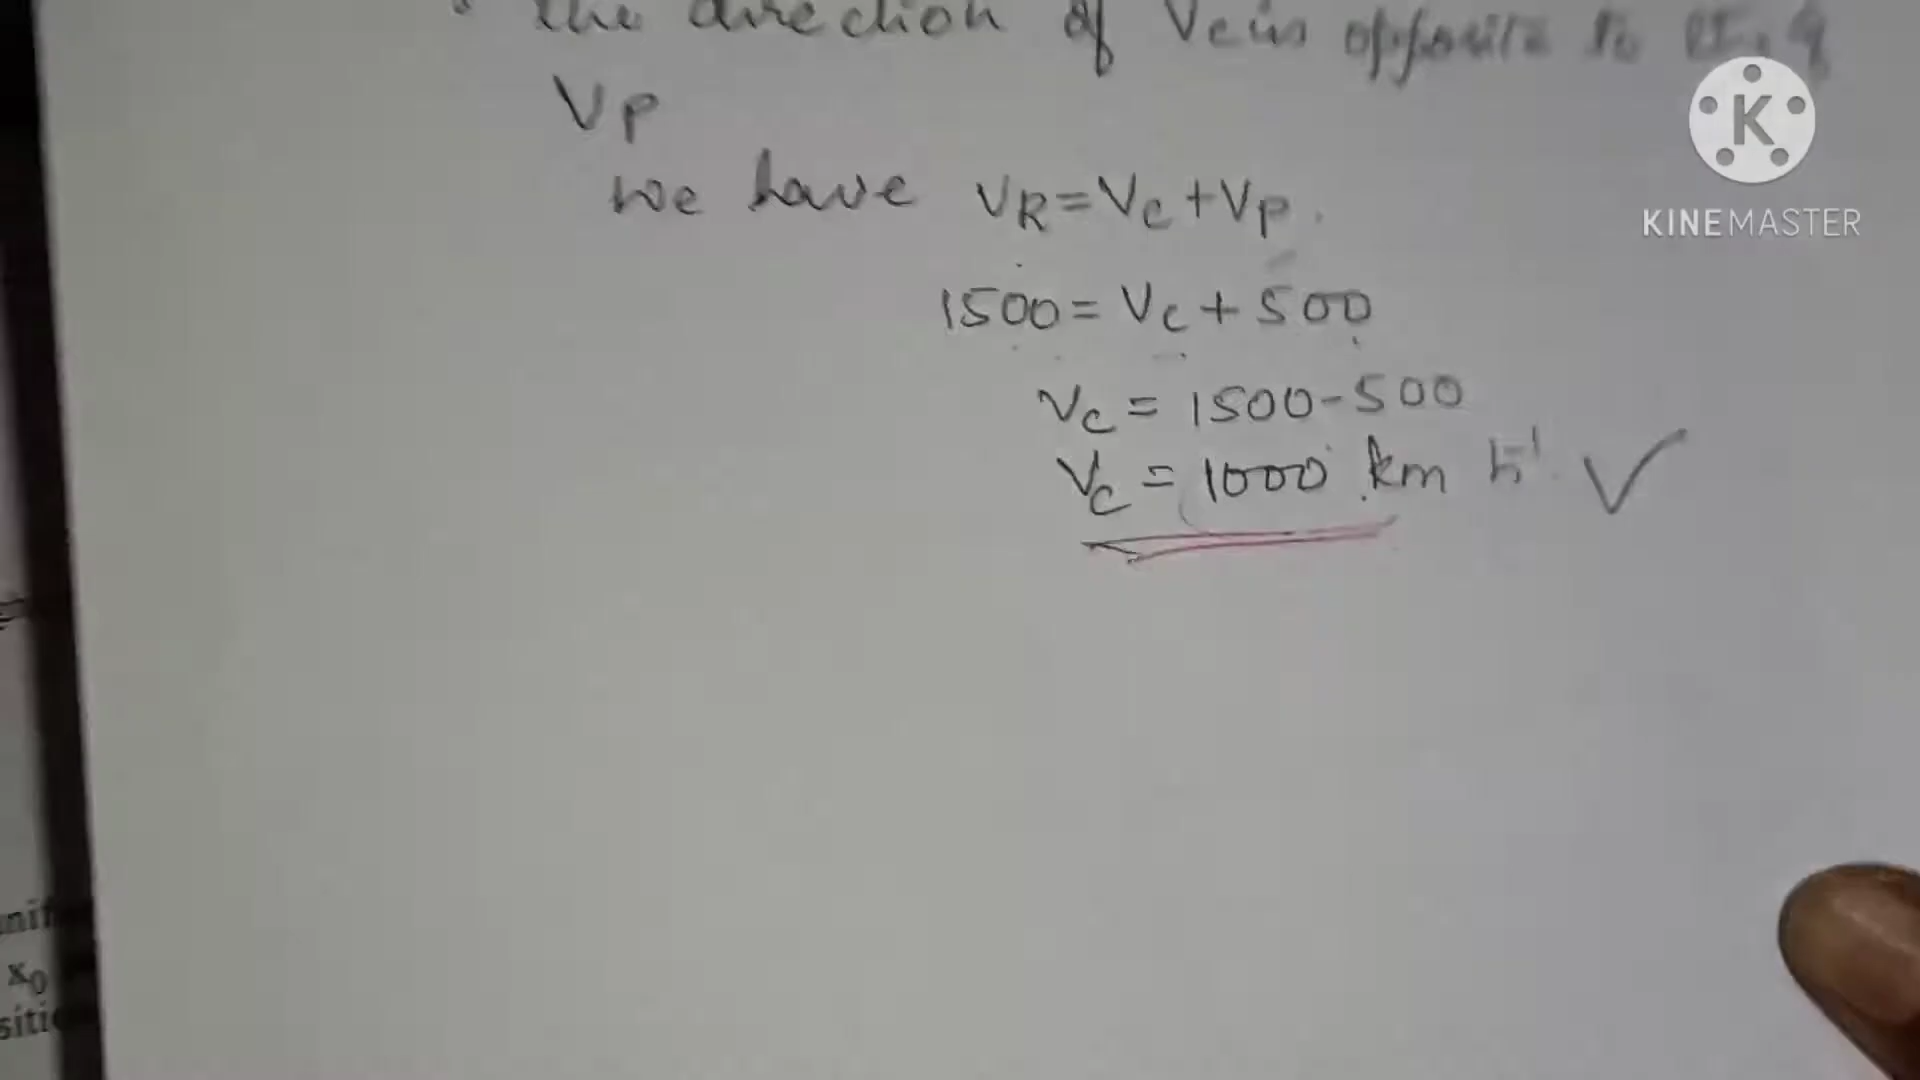 the direction of Vc is opposite to
VP
we have VR=Vc+VP.
1500=Vc+500
Vc=1500-500
Vc=1000 km h⁻¹ ✓
KINEMASTER
x0